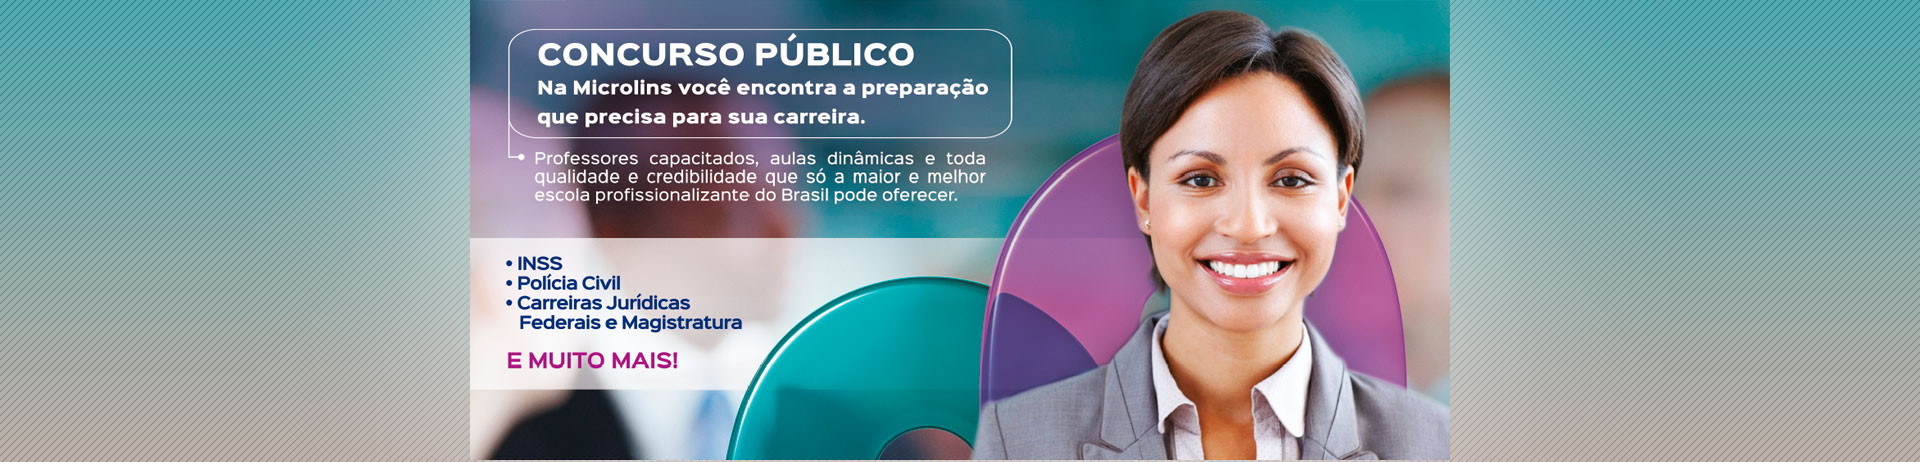 CONCURSO PÚBLICO
Na Microlins você encontra a preparação
que precisa para sua carreira.
Professores capacitados, aulas dinâmicas e toda
qualidade e credibilidade que só a maior e melhor
escola profissionalizante do Brasil pode oferecer.
• INSS
• Polícia Civil
• Carreiras Jurídicas
Federais e Magistratura
E MUITO MAIS!